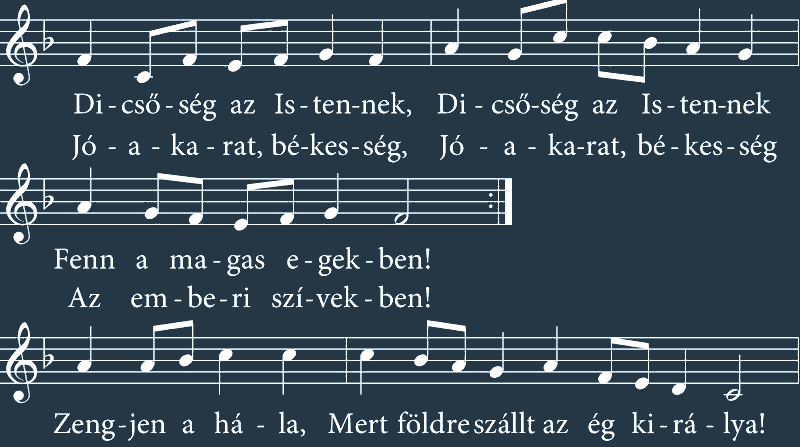 Di - cső - ség az Is - ten - nek, Di - cső - ség az Is - ten - nek
Jó - a - ka - rat, bé - kes - ség, Jó - a - ka - rat, bé - kes - ség
Fenn a ma - gas e - gek - ben!
Az em - be - ri szí - vek - ben!
Zeng - jen a há - la, Mert földre szállt az ég ki - rá - lya!